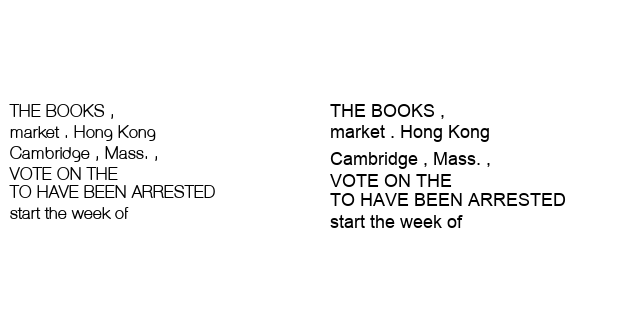 THE BOOKS ,
market . Hong Kong
Cambridge , Mass. ,
VOTE ON THE
TO HAVE BEEN ARRESTED
start the week of
THE BOOKS ,
market . Hong Kong
Cambridge , Mass. ,
VOTE ON THE
TO HAVE BEEN ARRESTED
start the week of